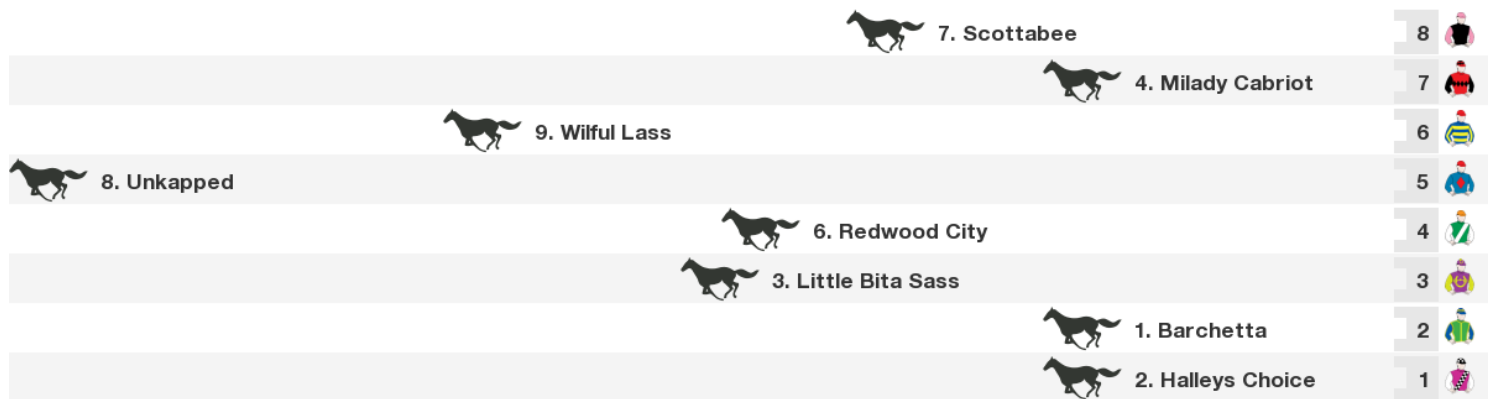 7. Scottabee 8
4. Milady Cabriot 7
9. Wilful Lass 6
8. Unkapped 5
6. Redwood City 4
3. Little Bita Sass 3
1. Barchetta 2
2. Halleys Choice 1